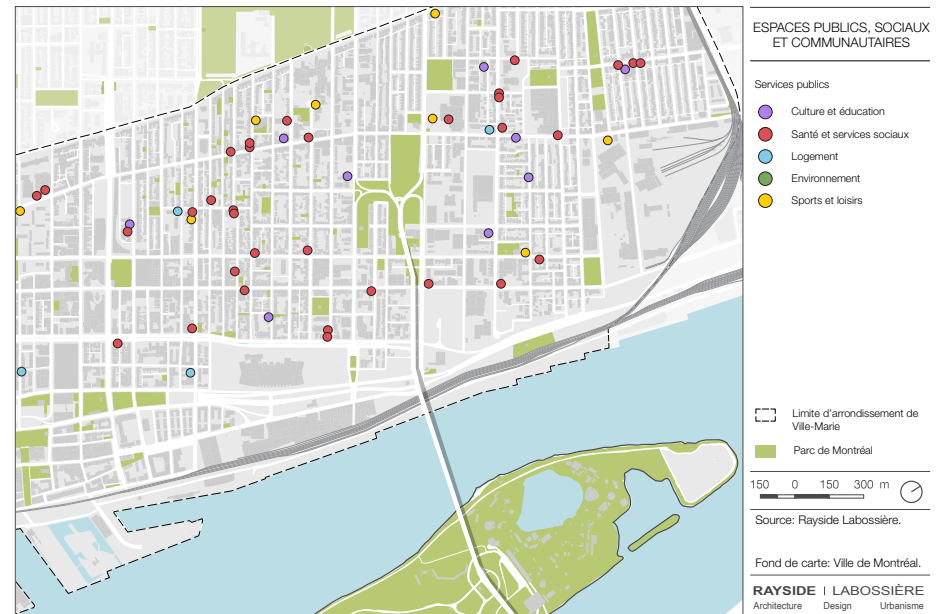 ESPACES PUBLICS, SOCIAUX
ET COMMUNAUTAIRES
Services publics
Culture et éducation
Santé et services sociaux
Logement
Environnement
Sports et loisirs
Limite d'arrondissement de
Ville-Marie
Parc de Montréal
150 0 150 300 m
Source: Rayside Labossière.
Fond de carte: Ville de Montréal.
RAYSIDE | LABOSSIÈRE
Architecture Design Urbanisme